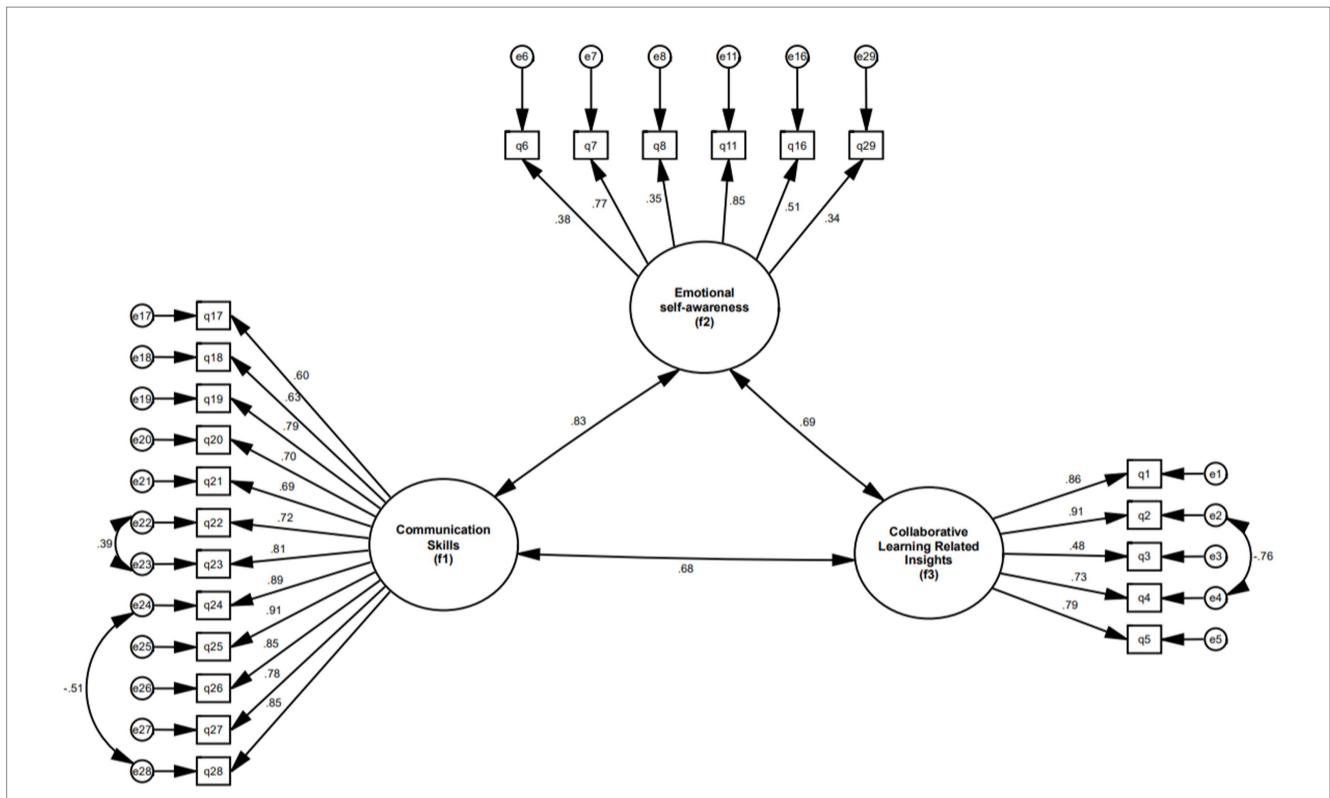 e6 e7 e8 e11 e16 e29
q6 q7 q8 q11 q16 q29
.38 .77 .35 .85 .51 .34
Emotional
self-awareness
(f2)
.83 .69
e17 q17
e18 q18
e19 q19
e20 q20
e21 q21
e22 q22
e23 q23
e24 q24
e25 q25
e26 q26
e27 q27
e28 q28
.60
.63
.79
.70
.69
.72
.81
.89
.91
.85
.78
.85
.39
-.51
Communication
Skills
(f1)
.68
Collaborative
Learning Related
Insights
(f3)
.86
.91
.48
.73
.79
q1 e1
q2 e2
q3 e3
q4 e4
q5 e5
-.76